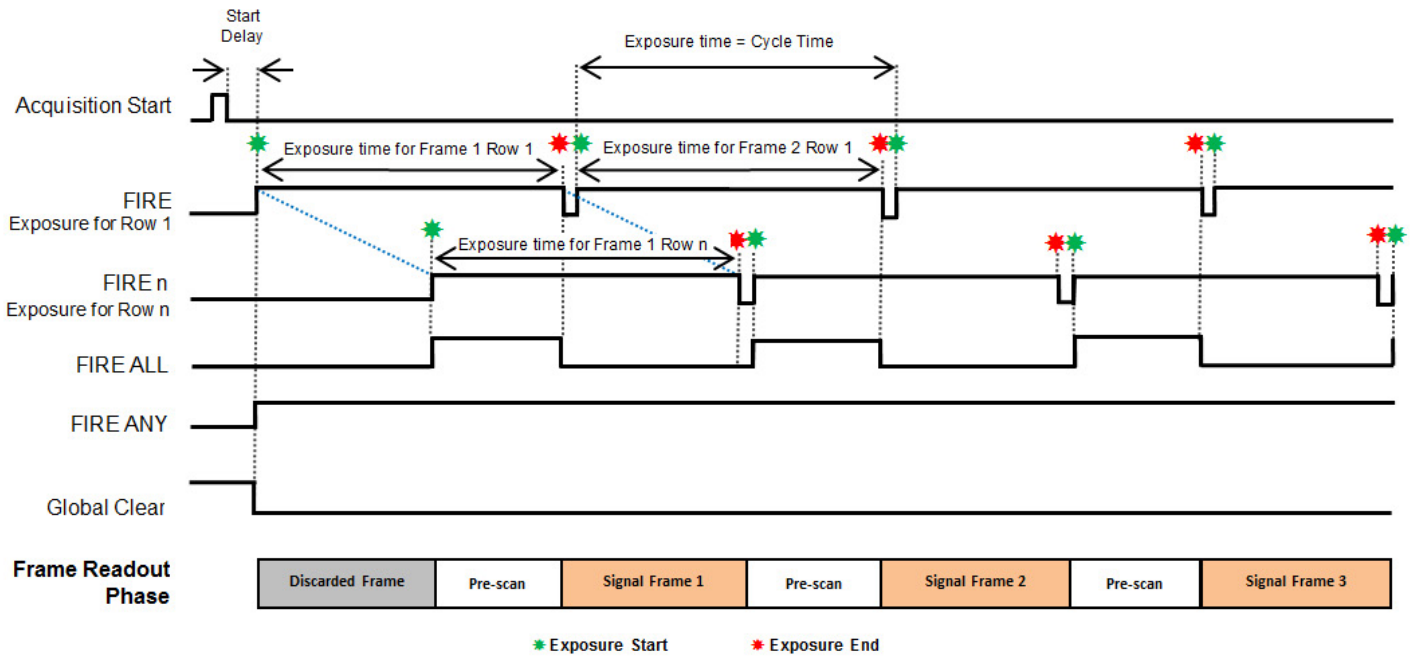 Start
Delay
Exposure time = Cycle Time
Acquisition Start
Exposure time for Frame 1 Row 1
Exposure time for Frame 2 Row 1
FIRE
Exposure for Row 1
Exposure time for Frame 1 Row n
FIRE n
Exposure for Row n
FIRE ALL
FIRE ANY
Global Clear
Frame Readout
Phase
Discarded Frame
Pre-scan
Signal Frame 1
Pre-scan
Signal Frame 2
Pre-scan
Signal Frame 3
Exposure Start
Exposure End